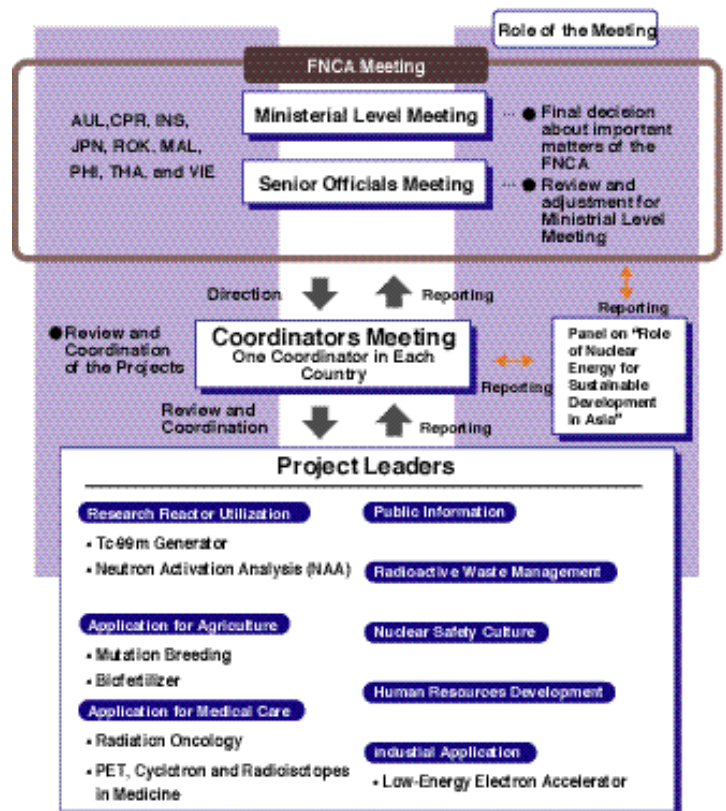 Role of the Meeting
FNCA Meeting
AUL,CPR, INS,
JPN, ROK, MAL,
PHI, THA, and VIE
Ministerial Level Meeting
··· ● Final decision
about important
matters of the
FNCA
Senior Officials Meeting
··· ● Review and
adjustment for
Ministrial Level
Meeting
Direction
Reporting
Reporting
●Review and
Coordination
of the Projects
Coordinators Meeting
One Coordinator in Each
Country
Reporting
Panel on "Role
of Nuclear
Energy for
Sustainable
Development
in Asia"
Review and
Coordination
Reporting
Project Leaders
Research Reactor Utilization
• Tc-99m Generator
• Neutron Activation Analysis (NAA)
Application for Agriculture
• Mutation Breeding
• Biofertilizer
Application for Medical Care
• Radiation Oncology
• PET, Cyclotron and Radioisotopes
in Medicine
Public Information
Radioactive Waste Management
Nuclear Safety Culture
Human Resources Development
Industial Application
• Low-Energy Electron Accelerator